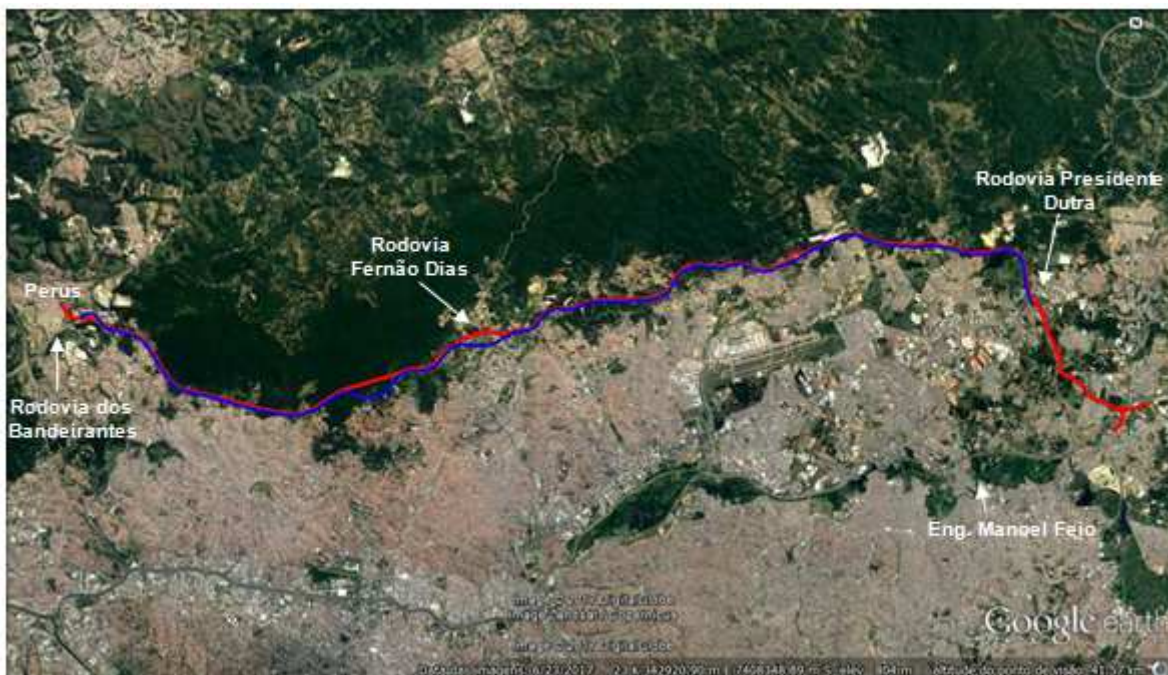 Rodovia Presidente
Dutra
Rodovia
Fernão Dias
Perus
Rodovia dos
Bandeirantes
Eng. Manoel Feio
Google earth